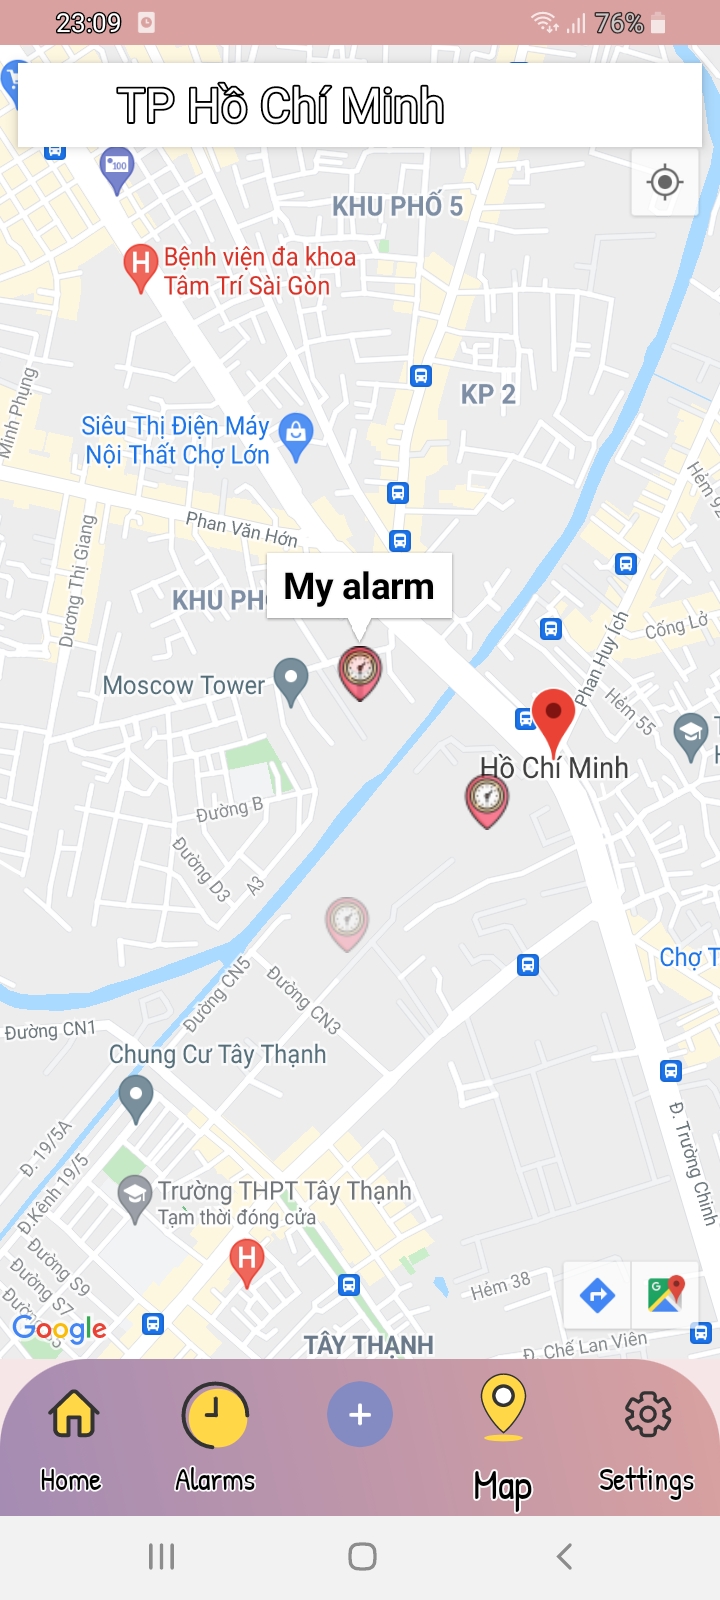 23:09
76%
TP Hồ Chí Minh
100
KHU PHỐ 5
Bệnh viện đa khoa
Tâm Trí Sài Gòn
KP 2
Minh Phụng
Siêu Thị Điện Máy
Nội Thất Chợ Lớn
Hẻm 92
Phan Văn Hớn
Dương Thị Giang
My alarm
KHU PH
Cống Lở
Phan Huy Ích
Moscow Tower
Hẻm 55
T
H
Hồ Chí Minh
Đường B
Đường D3
A3
Chợ T
Đường CN5
Đường CN3
Đường CN1
Chung Cư Tây Thạnh
Đ. 19/5A
Đ.Kênh 19/5
Đ. Trường Chinh
Trường THPT Tây Thạnh
Tạm thời đóng cửa
Đường S9
Đường S7
Hẻm 38
Google
TÂY THẠNH
Đ. Chế Lan Viên
Home
Alarms
Map
Settings